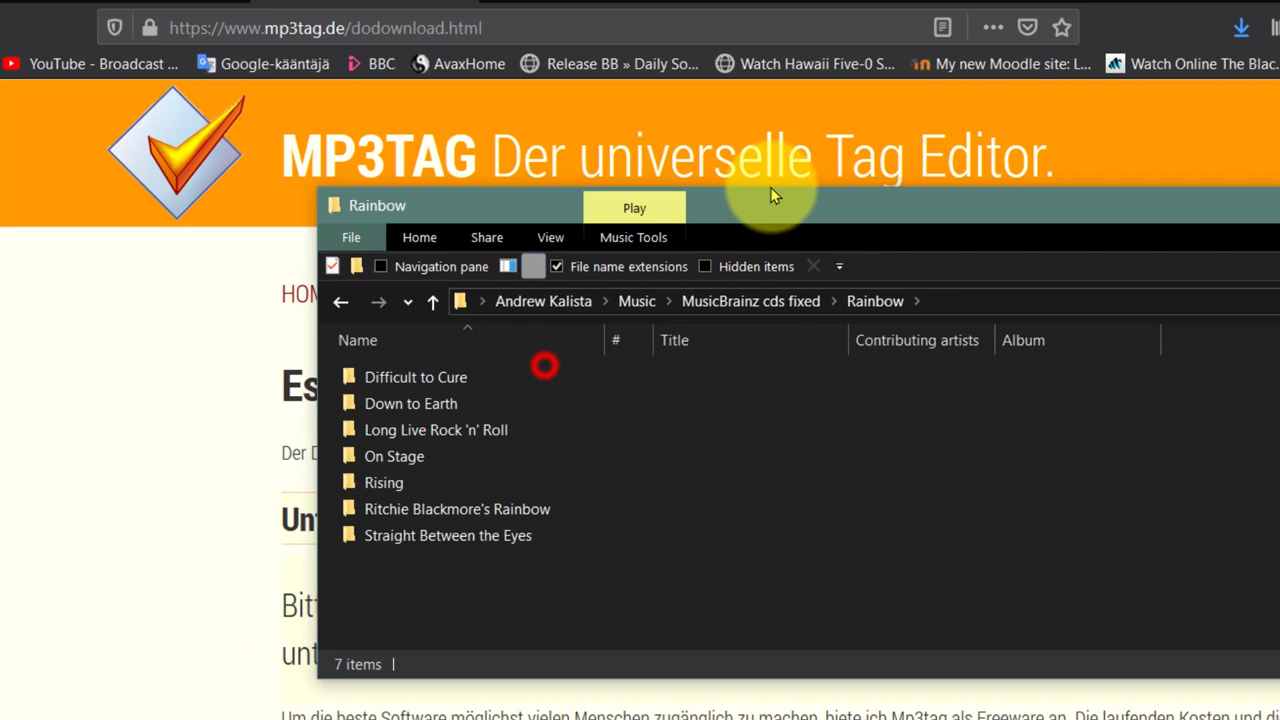 https://www.mp3tag.de/dodownload.html
YouTube - Broadcast ... Google-kääntäjä BBC AvaxHome Release BB » Daily So... Watch Hawaii Five-0 S... My new Moodle site: L... Watch Online The Blac
MP3TAG Der universelle Tag Editor.
Rainbow Play
File Home Share View Music Tools
Navigation pane File name extensions Hidden items
Andrew Kalista Music MusicBrainz cds fixed Rainbow
HOM
Name # Title Contributing artists Album
Es
Difficult to Cure
Down to Earth
Long Live Rock 'n' Roll
Der D
On Stage
Rising
Ritchie Blackmore's Rainbow
Unt
Straight Between the Eyes
Bitt
unt
7 items
Um die beste Software möglichst vielen Menschen zugänglich zu machen, biete ich Mp3tag als Freeware an. Die laufenden Kosten und di